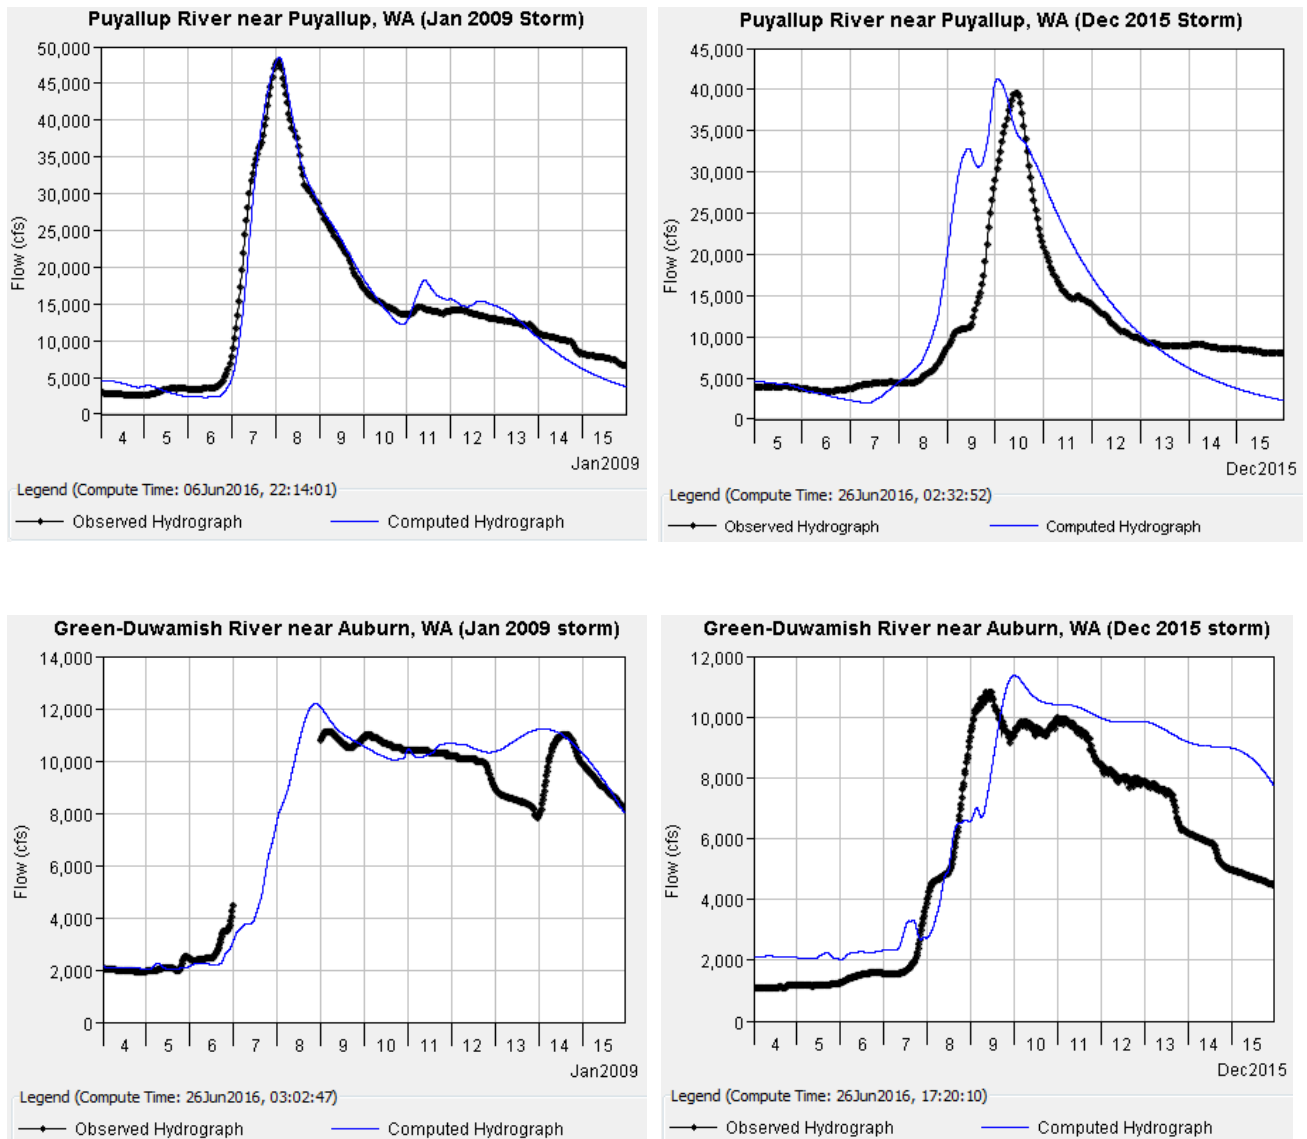 Puyallup River near Puyallup, WA (Jan 2009 Storm)
50,000
45,000
40,000
35,000
30,000
25,000
20,000
15,000
10,000
5,000
0
Flow (cfs)
4 5 6 7 8 9 10 11 12 13 14 15
Jan2009
Legend (Compute Time: 06Jun2016, 22:14:01)
Observed Hydrograph Computed Hydrograph
Puyallup River near Puyallup, WA (Dec 2015 Storm)
45,000
40,000
35,000
30,000
25,000
20,000
15,000
10,000
5,000
0
Flow (cfs)
5 6 7 8 9 10 11 12 13 14 15
Dec2015
Legend (Compute Time: 26Jun2016, 02:32:52)
Observed Hydrograph Computed Hydrograph
Green-Duwamish River near Auburn, WA (Jan 2009 storm)
14,000
12,000
10,000
8,000
6,000
4,000
2,000
0
Flow (cfs)
4 5 6 7 8 9 10 11 12 13 14 15
Jan2009
Legend (Compute Time: 26Jun2016, 03:02:47)
Observed Hydrograph Computed Hydrograph
Green-Duwamish River near Auburn, WA (Dec 2015 storm)
12,000
10,000
8,000
6,000
4,000
2,000
0
Flow (cfs)
4 5 6 7 8 9 10 11 12 13 14 15
Dec2015
Legend (Compute Time: 26Jun2016, 17:20:10)
Observed Hydrograph Computed Hydrograph